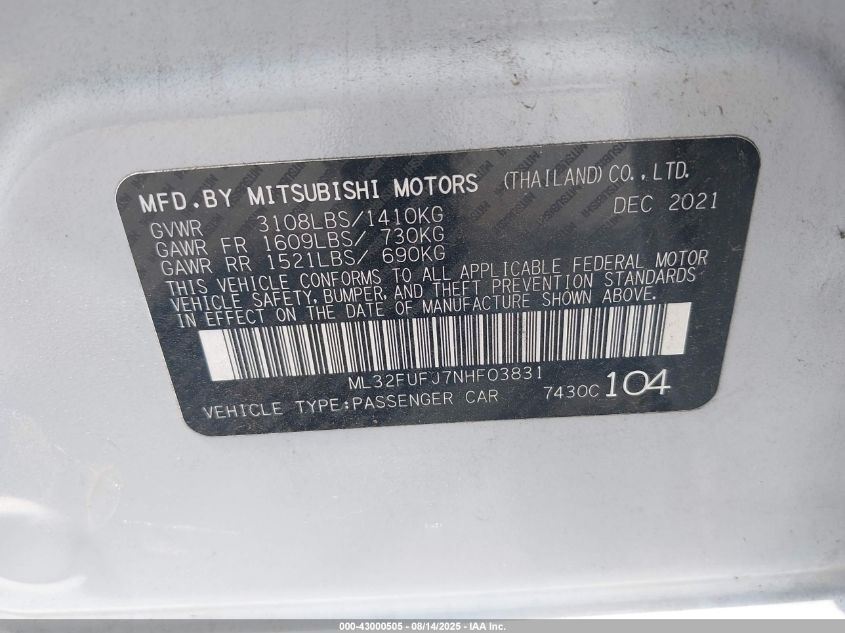 MFD.BY MITSUBISHI MOTORS (THAILAND)CO.,LTD.
GVWR 3108LBS/1410KG DEC 2021
GAWR FR 1609LBS/ 730KG
GAWR RR 1521LBS/ 690KG
THIS VEHICLE CONFORMS TO ALL APPLICABLE FEDERAL MOTOR
VEHICLE SAFETY, BUMPER, AND THEFT PREVENTION STANDARDS
IN EFFECT ON THE DATE OF MANUFACTURE SHOWN ABOVE.
ML32FUFJ7NHF03831
VEHICLE TYPE:PASSENGER CAR 7430C 104
000-43000505 - 08/14/2025 - IAA Inc.